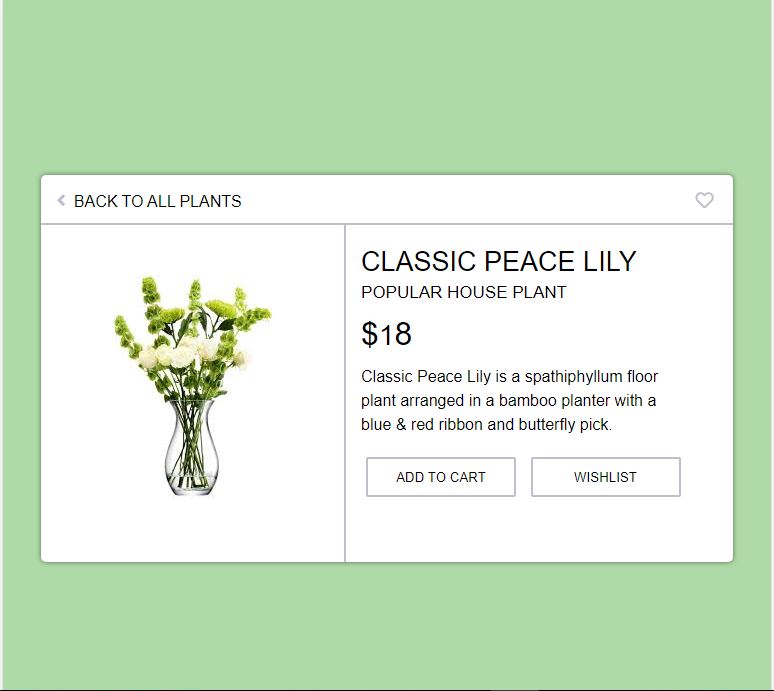 BACK TO ALL PLANTS
CLASSIC PEACE LILY
POPULAR HOUSE PLANT
$18
Classic Peace Lily is a spathiphyllum floor
plant arranged in a bamboo planter with a
blue & red ribbon and butterfly pick.
ADD TO CART
WISHLIST